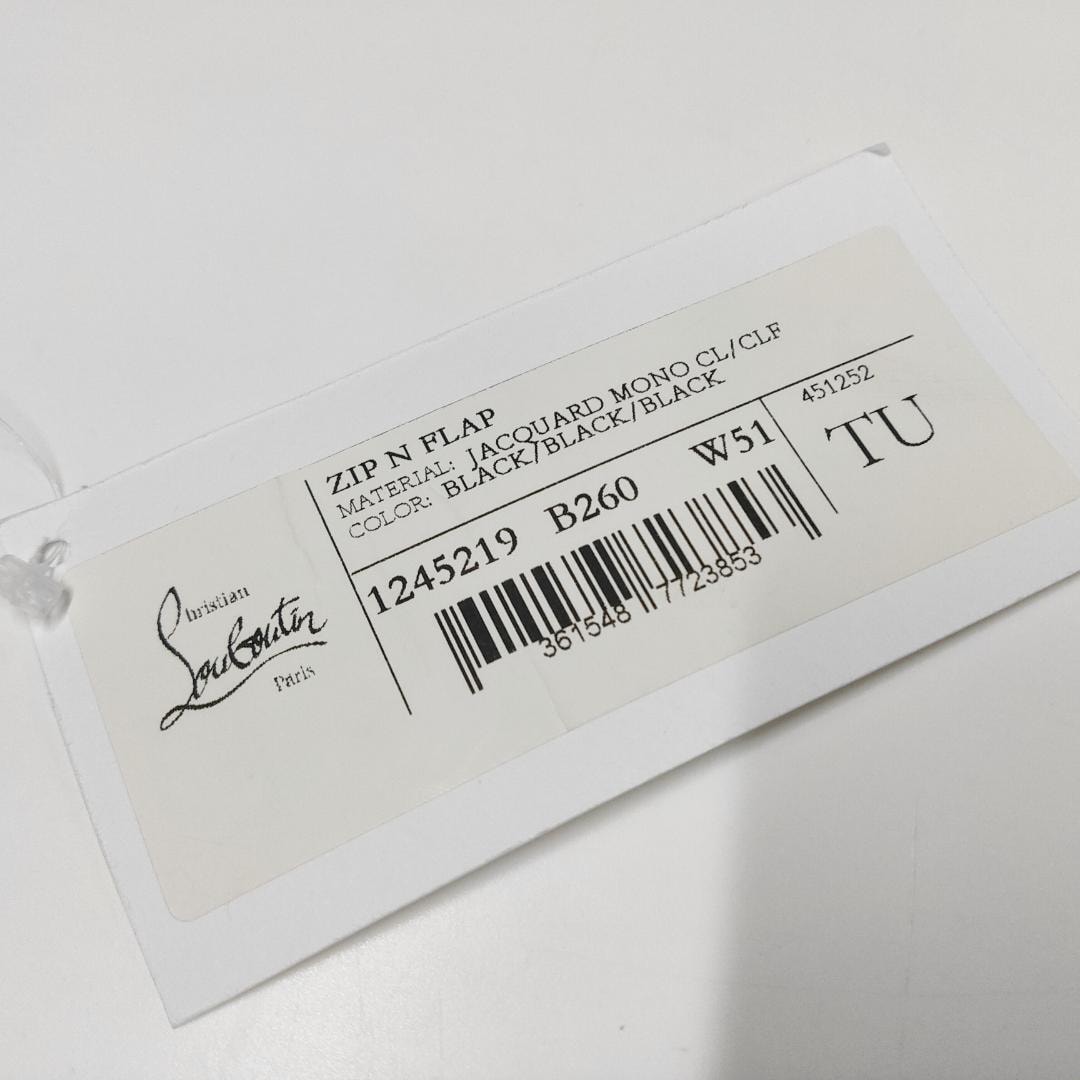 Christian
Louboutin
Paris
ZIP N FLAP
MATERIAL: JACQUARD MONO CL/CLF
COLOR: BLACK/BLACK/BLACK
1245219 B260 W51
361548 7723853
451252
TU